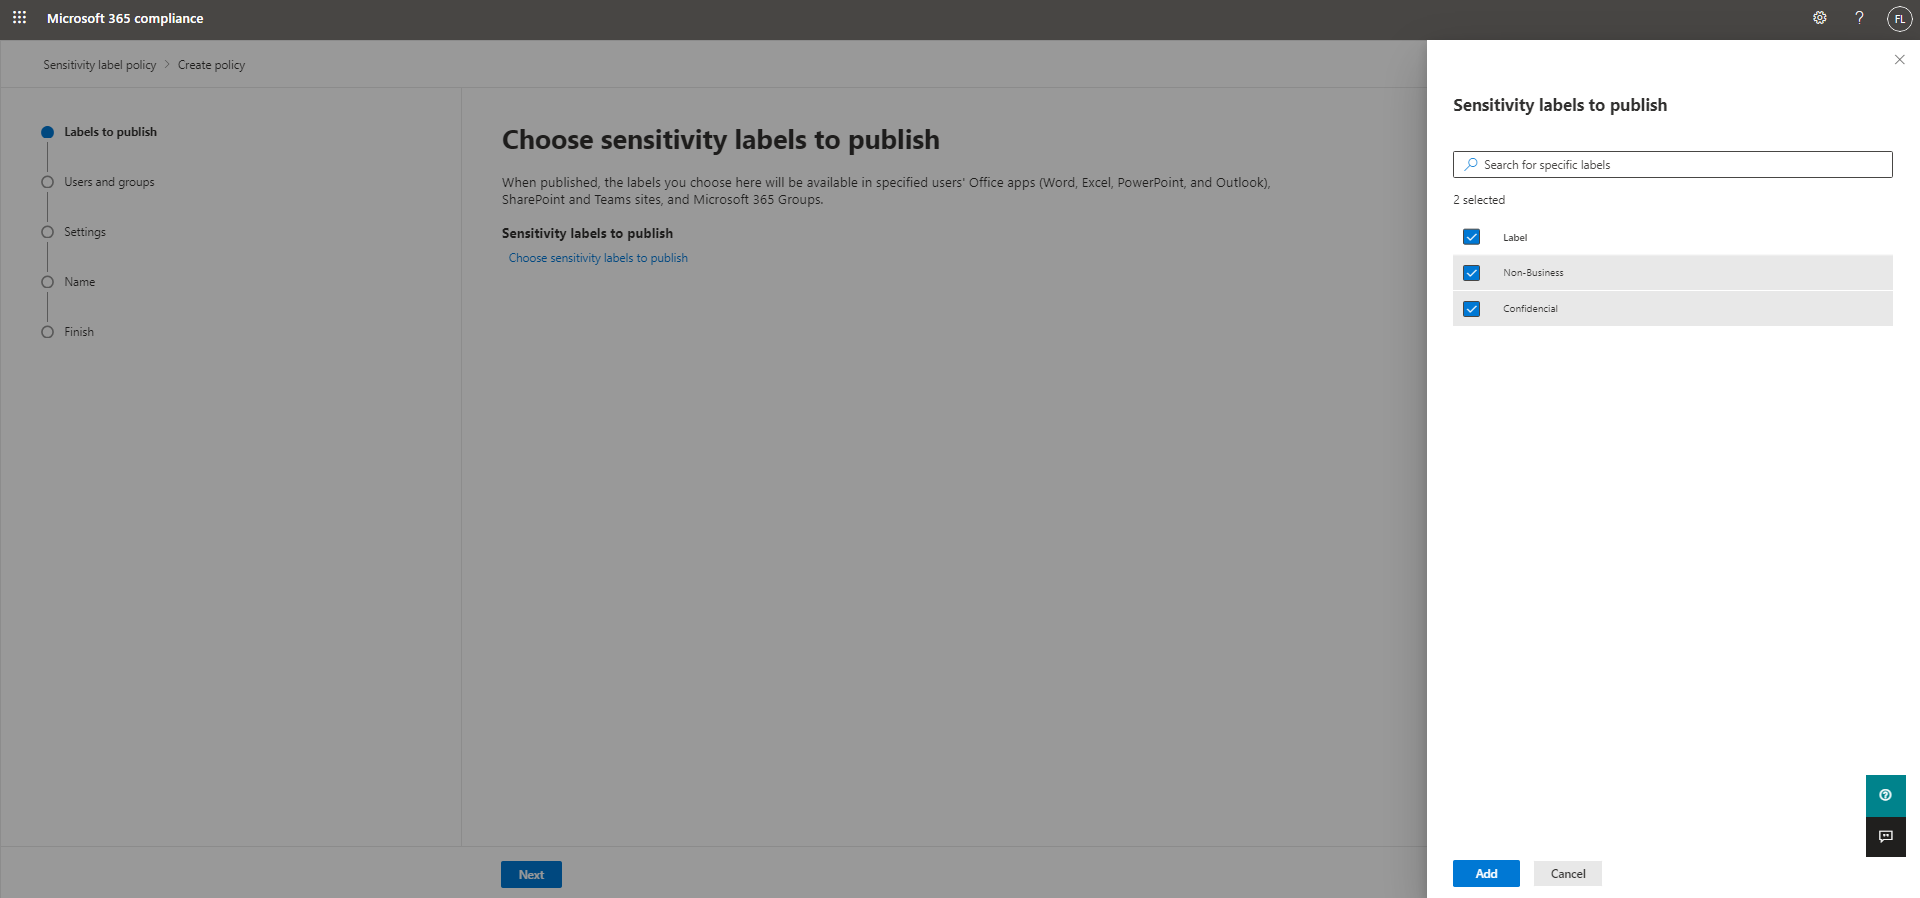 Microsoft 365 compliance
FL
Sensitivity label policy > Create policy
Labels to publish
Users and groups
Settings
Name
Finish
Choose sensitivity labels to publish
When published, the labels you choose here will be available in specified users' Office apps (Word, Excel, PowerPoint, and Outlook),
SharePoint and Teams sites, and Microsoft 365 Groups.
Sensitivity labels to publish
Choose sensitivity labels to publish
Next
Sensitivity labels to publish
Search for specific labels
2 selected
Label
Non-Business
Confidencial
Add
Cancel